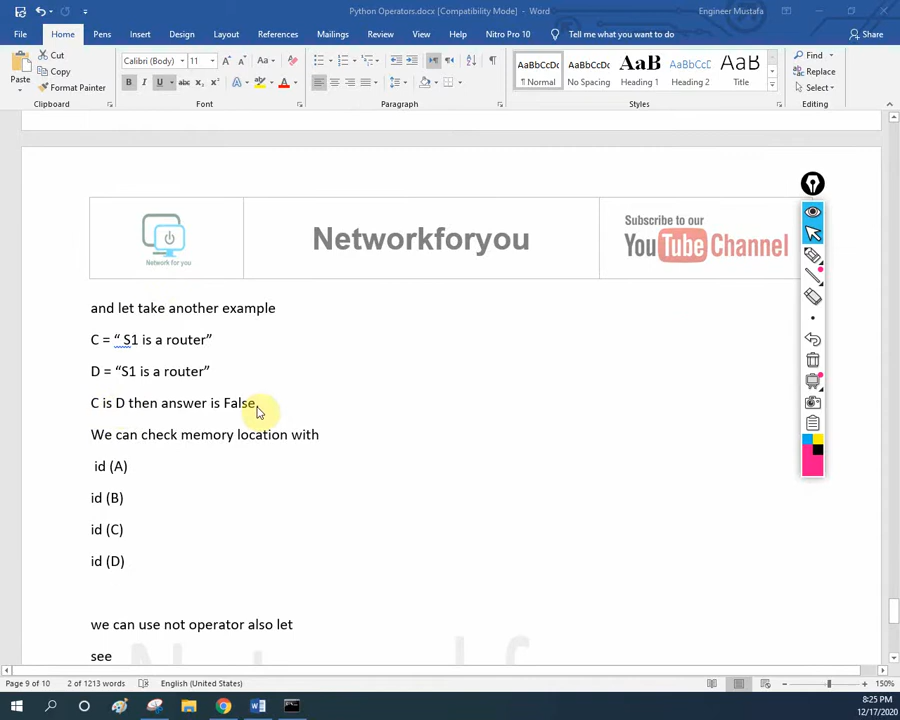 Python Operators.docx [Compatibility Mode] - Word
Engineer Mustafa
File Home Pens Insert Design Layout References Mailings Review View Help Nitro Pro 10 Tell me what you want to do Share
Paste
Cut
Copy
Format Painter
Clipboard
Calibri (Body) 11
Font
Paragraph
AaBbCcDc AaBbCcDc AaBbC AaBbCcD AaB
¶ Normal No Spacing Heading 1 Heading 2 Title
Styles
Find
Replace
Select
Editing
Network for you
Networkforyou
Subscribe to our
YouTube Channel
and let take another example
C = “ S1 is a router”
D = “S1 is a router”
C is D then answer is False.
We can check memory location with
id (A)
id (B)
id (C)
id (D)
we can use not operator also let
see
Page 9 of 10 2 of 1213 words English (United States) 150%
8:25 PM
12/17/2020